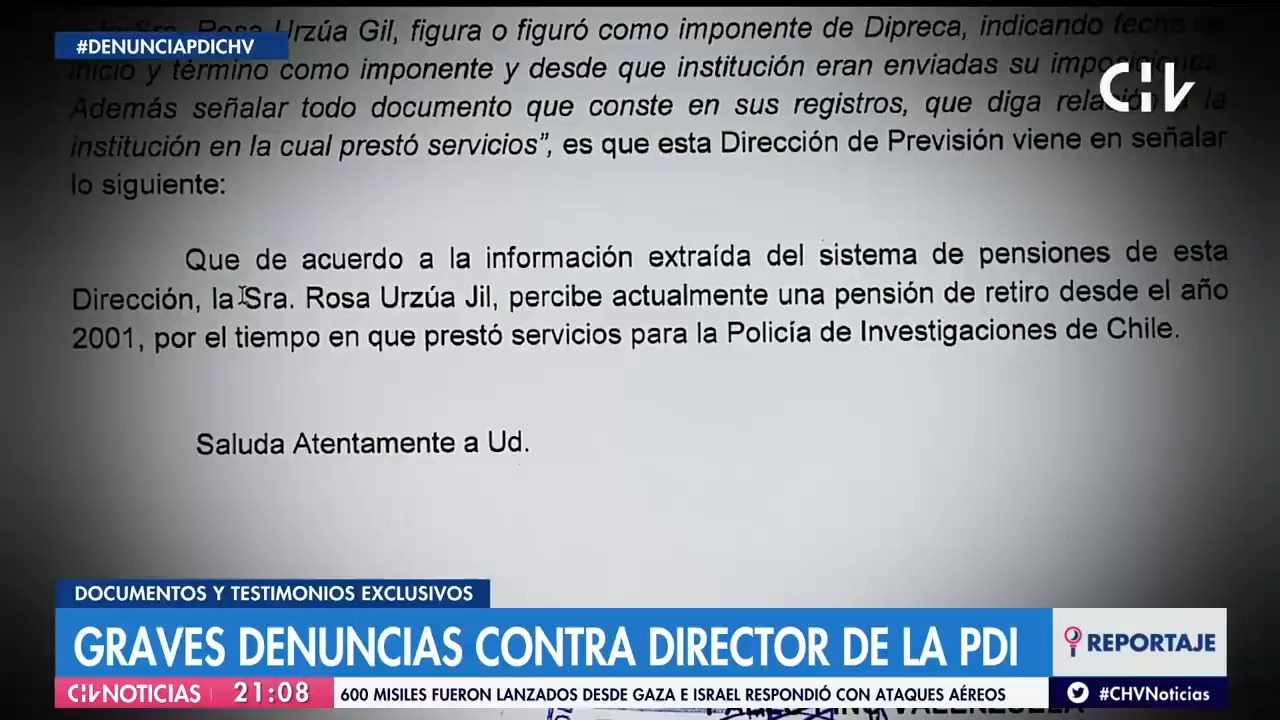 la Sra. Rosa Urzúa Gil, figura o figuró como imponente de Dipreca, indicando fecha de
#DENUNCIAPDICHV
inicio y término como imponente y desde que institución eran enviadas su imposiciones.
CHV
Además señalar todo documento que conste en sus registros, que diga relación a la
institución en la cual prestó servicios”, es que esta Dirección de Previsión viene en señalar
lo siguiente:
Que de acuerdo a la información extraída del sistema de pensiones de esta
Dirección, la Sra. Rosa Urzúa Jil, percibe actualmente una pensión de retiro desde el año
2001, por el tiempo en que prestó servicios para la Policía de Investigaciones de Chile.
Saluda Atentamente a Ud.
DOCUMENTOS Y TESTIMONIOS EXCLUSIVOS
GRAVES DENUNCIAS CONTRA DIRECTOR DE LA PDI
REPORTAJE
CHV NOTICIAS 21:08 600 MISILES FUERON LANZADOS DESDE GAZA E ISRAEL RESPONDIÓ CON ATAQUES AÉREOS #CHVNoticias